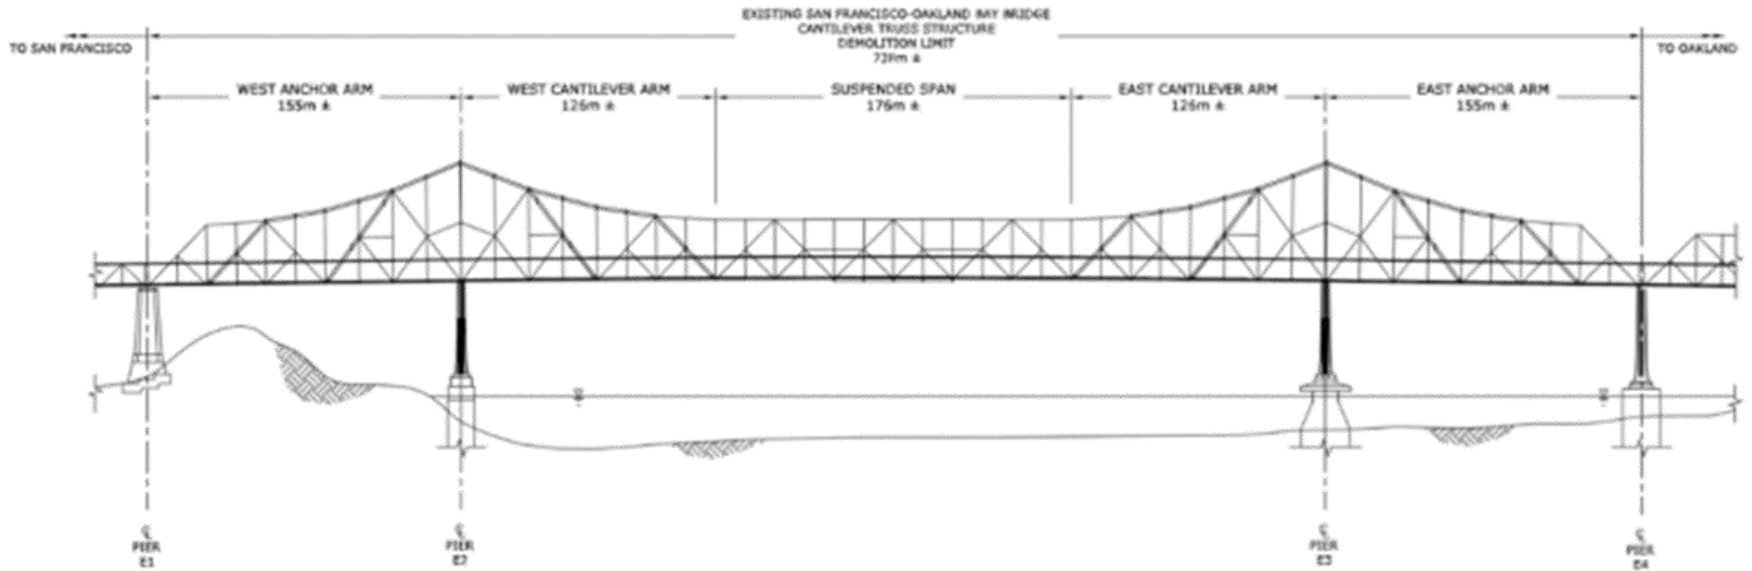 EXISTING SAN FRANCISCO-OAKLAND BAY BRIDGE
CANTILEVER TRUSS STRUCTURE
DEMOLITION LIMIT
738m ±
TO SAN FRANCISCO
TO OAKLAND
WEST ANCHOR ARM
155m ±
WEST CANTILEVER ARM
126m ±
SUSPENDED SPAN
176m ±
EAST CANTILEVER ARM
126m ±
EAST ANCHOR ARM
155m ±
℄
PIER
E1
℄
PIER
E2
℄
PIER
E3
℄
PIER
E4